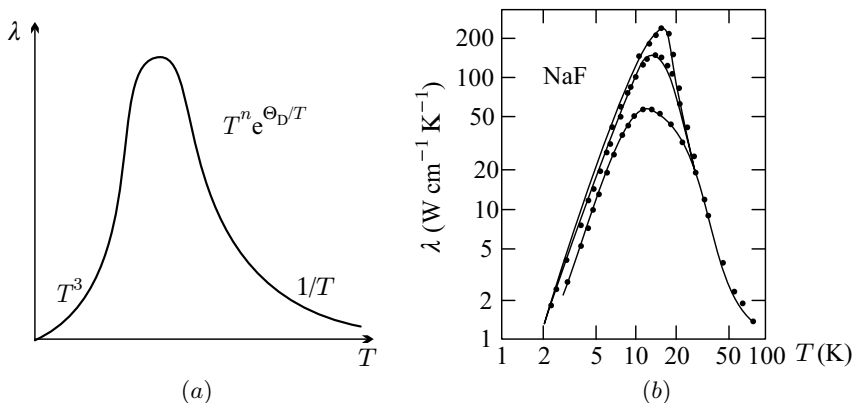 λ
T^n e^{Θ_D/T}
T^3
1/T
T
(a)
λ (W cm^{-1} K^{-1})
200
100
50
20
10
5
2
1
NaF
1 2 5 10 20 50 100 T (K)
(b)